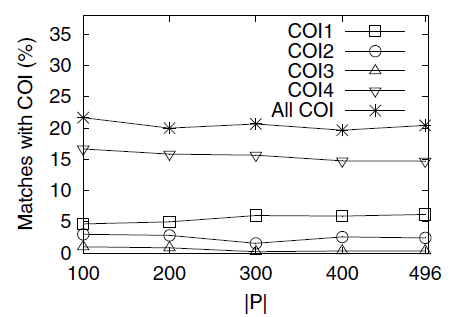 Matches with COI (%)
35
30
25
20
15
10
5
0
COI1
COI2
COI3
COI4
All COI
100 200 300 400 496
|P|